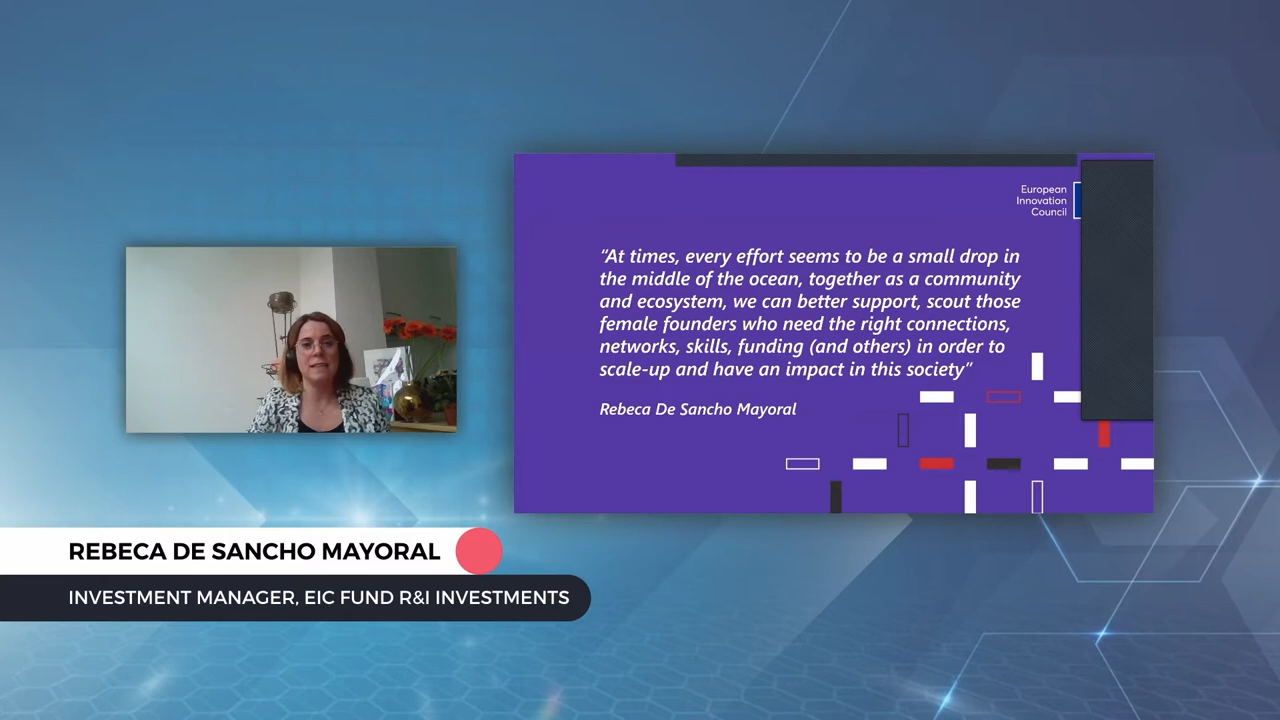 European
Innovation
Council
“At times, every effort seems to be a small drop in
the middle of the ocean, together as a community
and ecosystem, we can better support, scout those
female founders who need the right connections,
networks, skills, funding (and others) in order to
scale-up and have an impact in this society”
Rebeca De Sancho Mayoral
REBECA DE SANCHO MAYORAL
INVESTMENT MANAGER, EIC FUND R&I INVESTMENTS